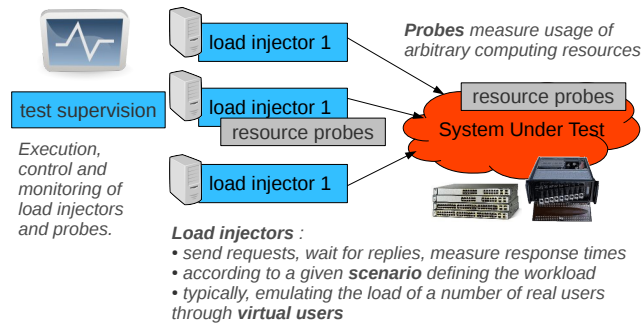 load injector 1
Probes measure usage of
arbitrary computing resources
test supervision
load injector 1
resource probes
resource probes
System Under Test
Execution,
control and
monitoring of
load injectors
and probes.
load injector 1
Load injectors :
• send requests, wait for replies, measure response times
• according to a given scenario defining the workload
• typically, emulating the load of a number of real users
through virtual users